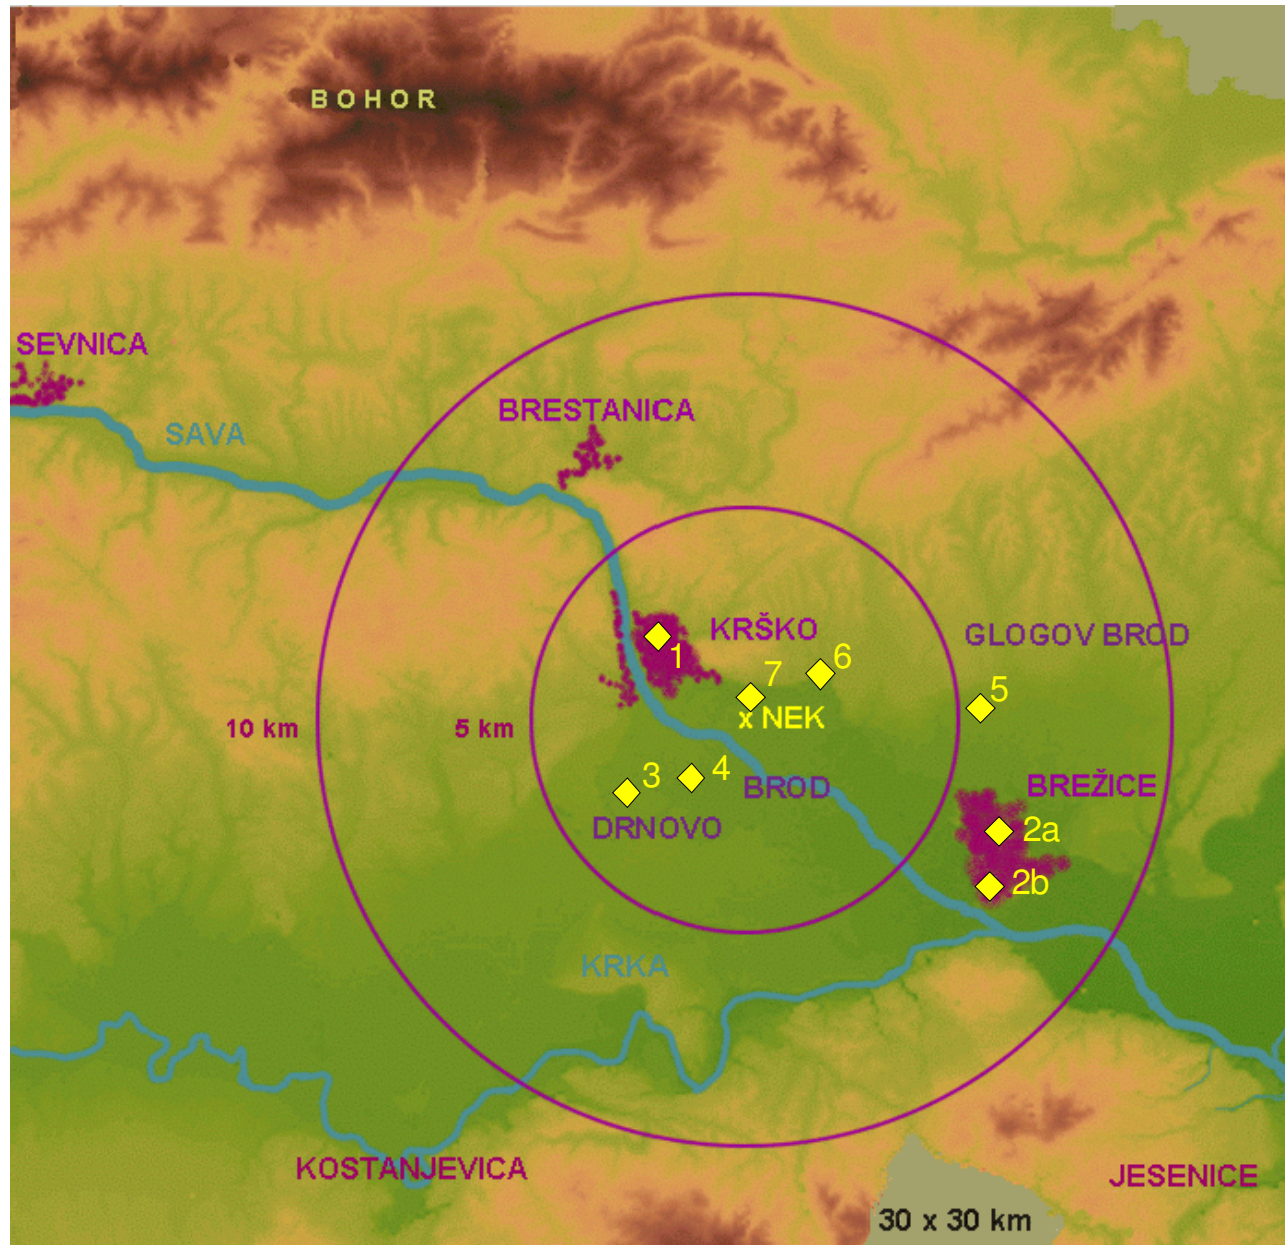 BOHOR
SEVNICA
BRESTANICA
SAVA
KRŠKO
GLOGOV BROD
1
6
7
5
x NEK
10 km
5 km
3
4
BROD
BREŽICE
DRNOVO
2a
2b
KRKA
KOSTANJEVICA
JESENICE
30 x 30 km